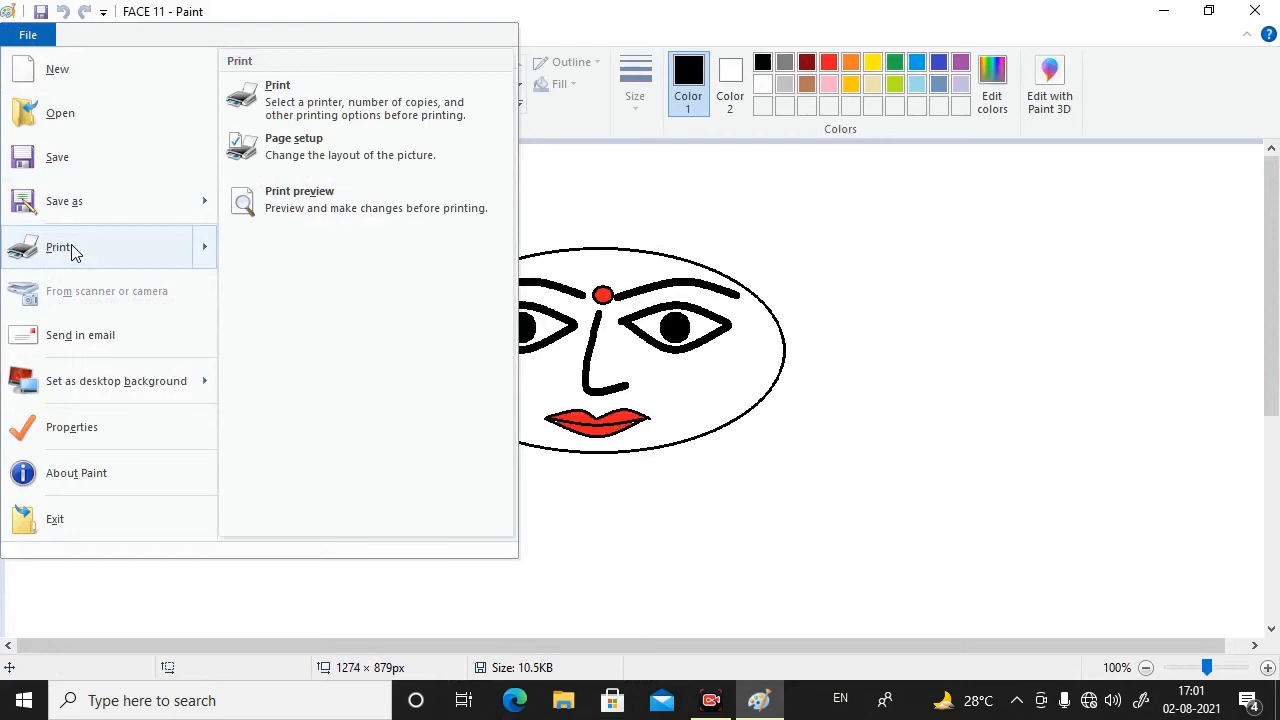 FACE 11 - Paint
File
New
Open
Save
Save as
Print
From scanner or camera
Send in email
Set as desktop background
Properties
About Paint
Exit
Print
Print
Select a printer, number of copies, and
other printing options before printing.
Page setup
Change the layout of the picture.
Print preview
Preview and make changes before printing.
Outline
Fill
Size
Color
1
Color
2
Edit
colors
Edit with
Paint 3D
Colors
1274 × 879px
Size: 10.5KB
100%
Type here to search
EN
28°C
17:01
02-08-2021
4